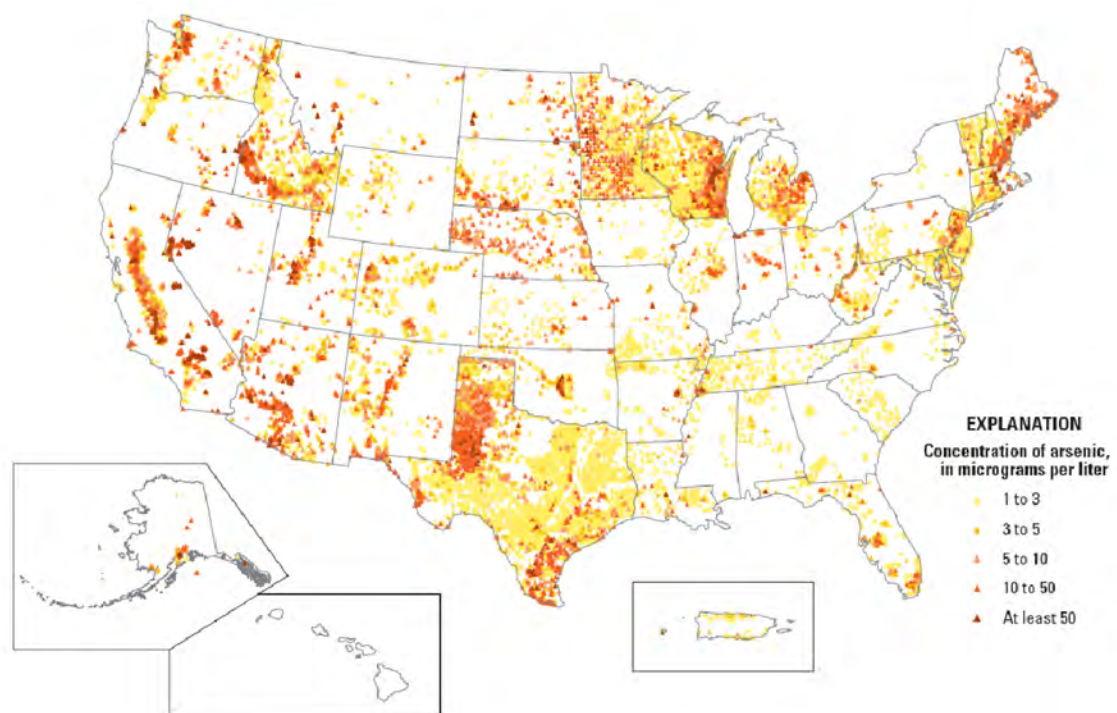 EXPLANATION
Concentration of arsenic,
in micrograms per liter
1 to 3
3 to 5
5 to 10
10 to 50
At least 50